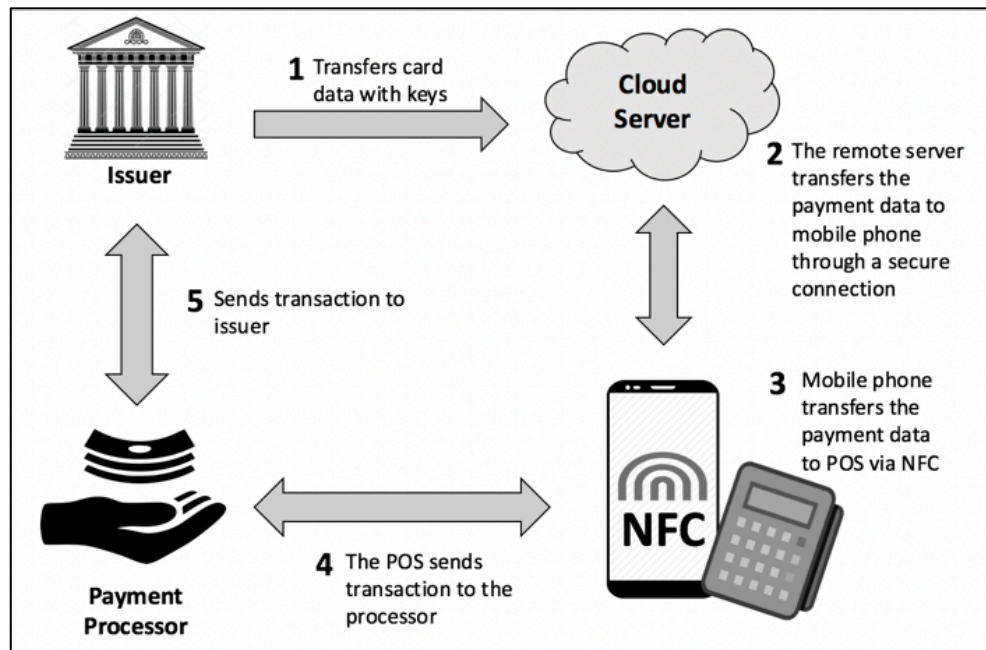 1 Transfers card
data with keys
Cloud
Server
Issuer
2 The remote server
transfers the
payment data to
mobile phone
through a secure
connection
5 Sends transaction to
issuer
3 Mobile phone
transfers the
payment data
to POS via NFC
NFC
4 The POS sends
transaction to the
processor
Payment
Processor